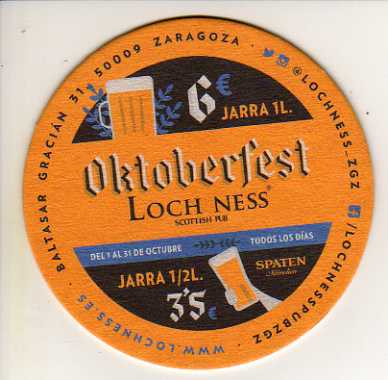 BALTASAR GRACIÁN 31 · 50009 ZARAGOZA ·
@LOCHNESS_ZGZ
/LOCHNESSPUBZGZ
· WWW.LOCHNESS.ES ·
6€
JARRA 1L.
Oktoberfest
LOCH NESS®
SCOTTISH PUB
DEL 1 AL 31 DE OCTUBRE
TODOS LOS DÍAS
JARRA 1/2L.
3'5€
SPATEN
München